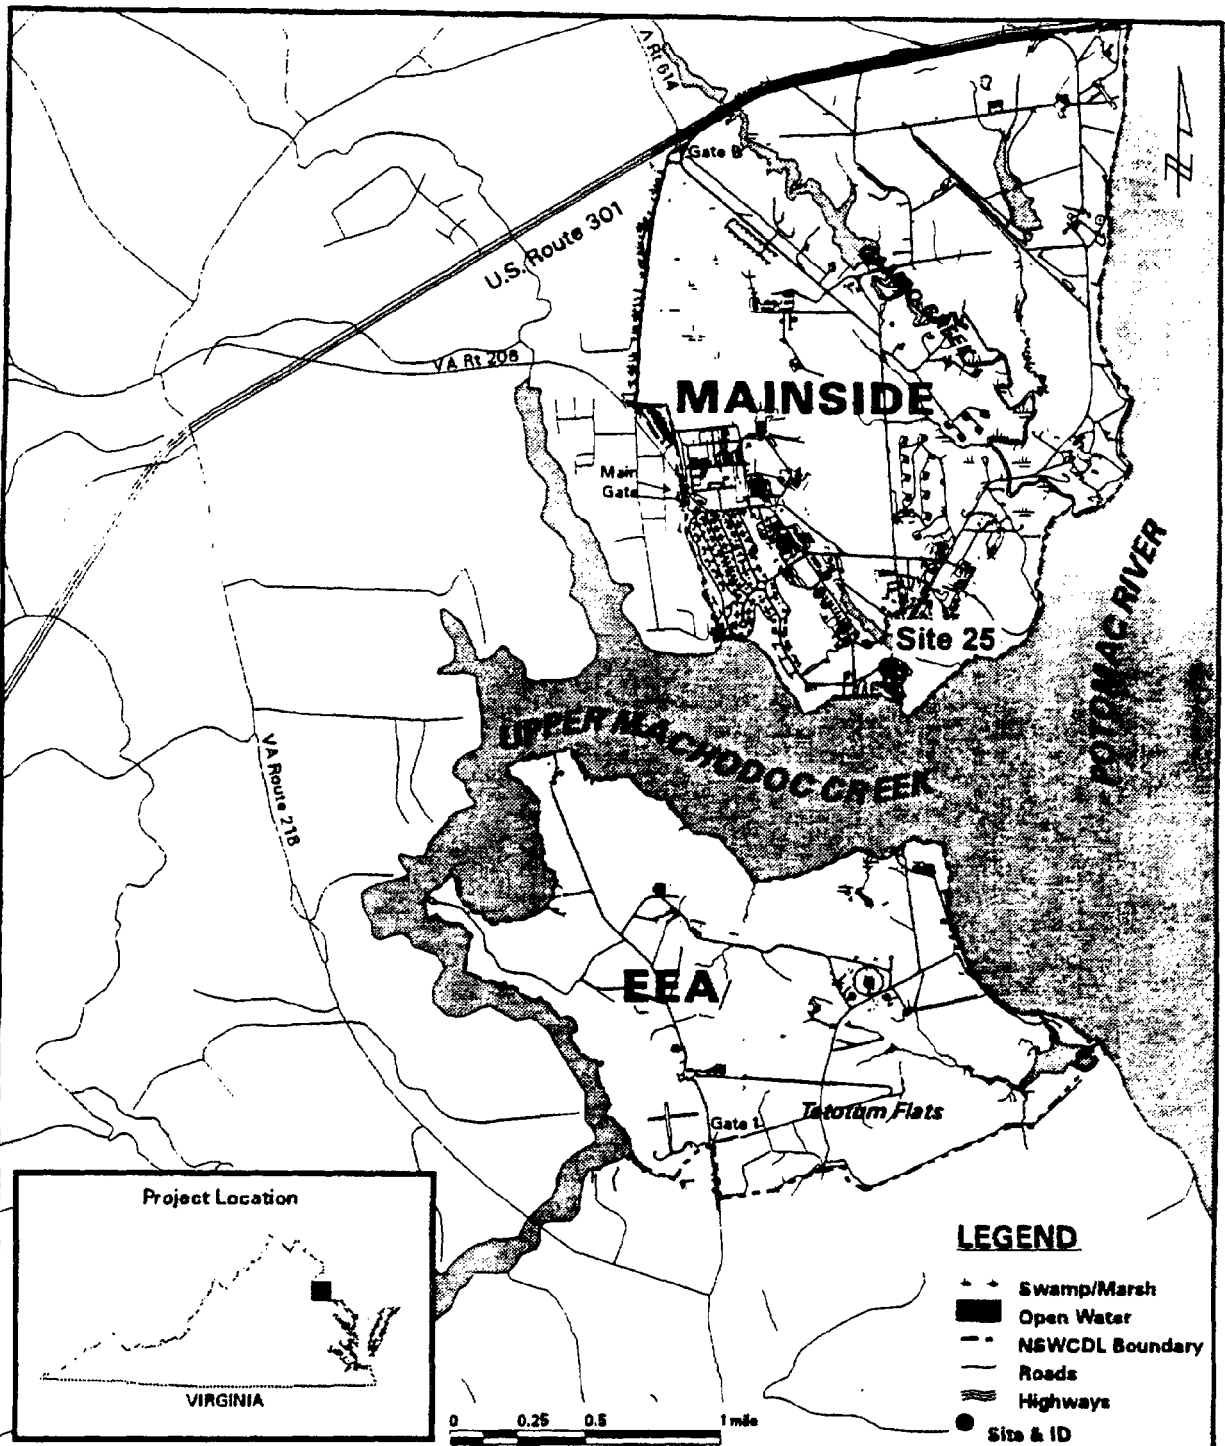 VA Rt 614
Gate B
U.S. Route 301
VA Rt 206
MAINSIDE
Main
Gate
Site 25
POTOMAC RIVER
UPPER MACHODOC CREEK
VA Route 218
EEA
Tetotum Flats
Gate 1
Project Location
VIRGINIA
LEGEND
Swamp/Marsh
Open Water
NSWCDL Boundary
Roads
Highways
Site & ID
0 0.25 0.5 1 mile